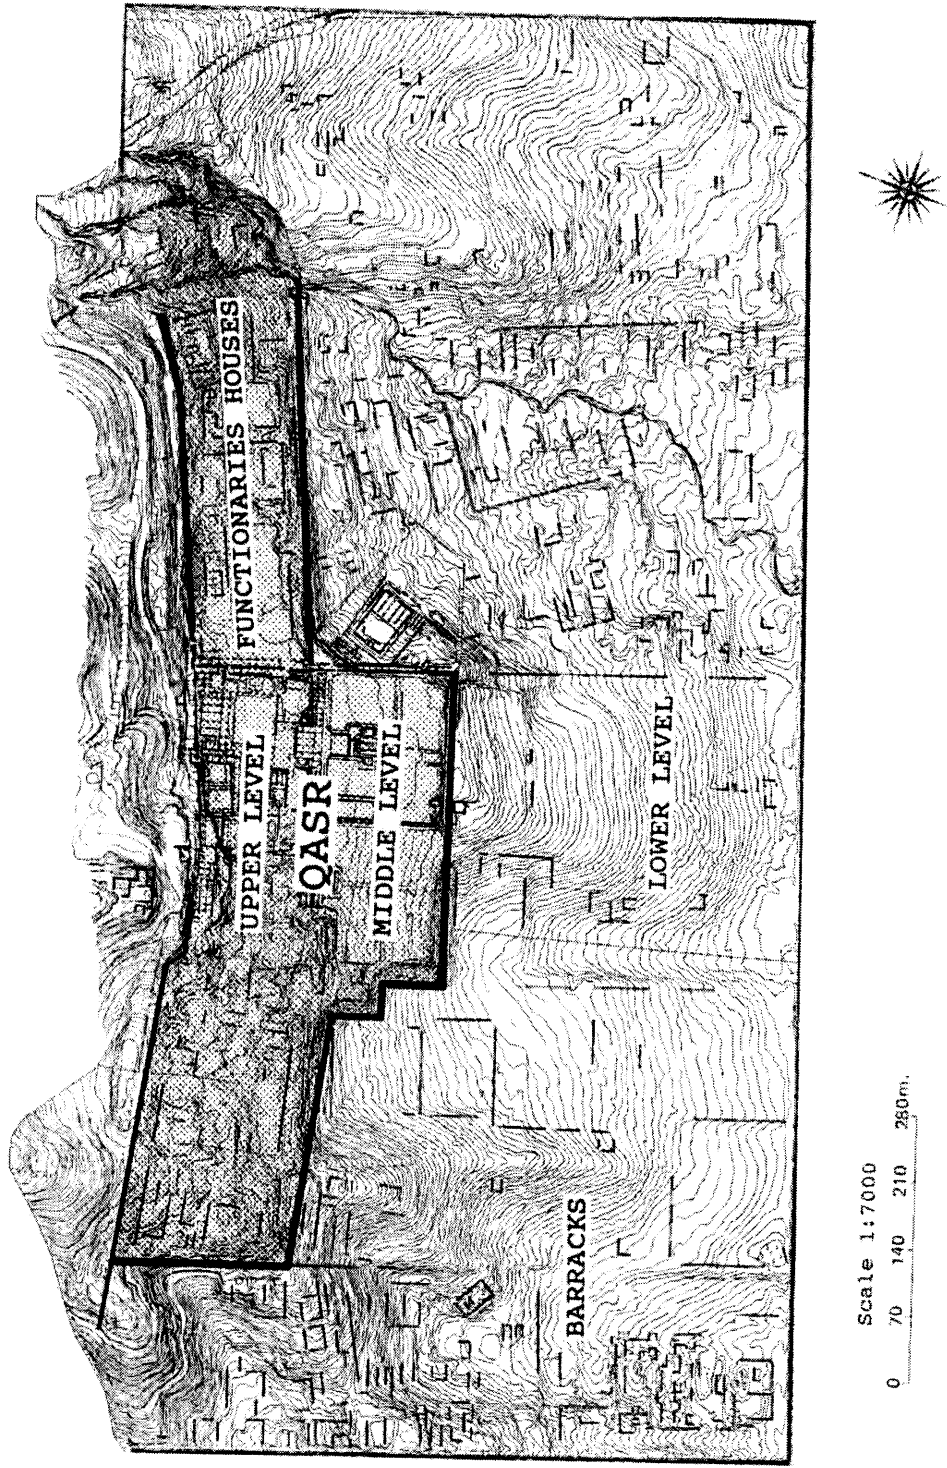 FUNCTIONARIES HOUSES
UPPER LEVEL
QASR
MIDDLE LEVEL
LOWER LEVEL
BARRACKS
Scale 1:7000
0 70 140 210 280m.